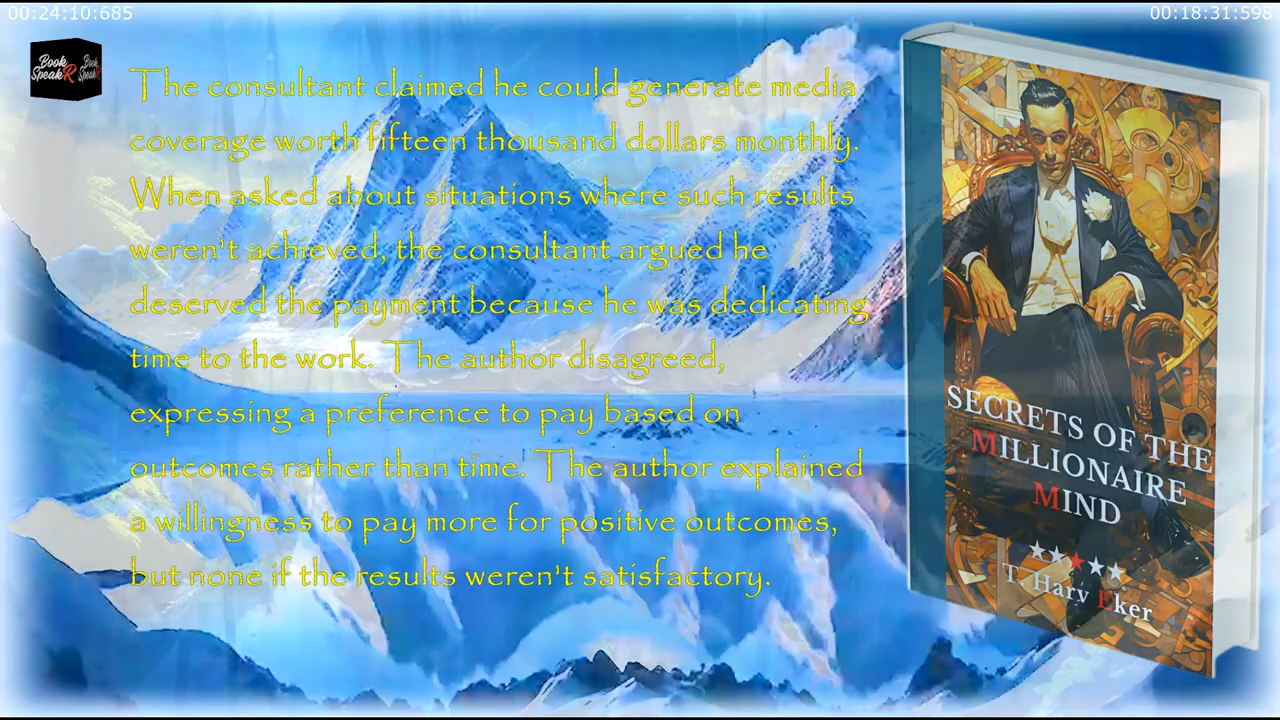 00:24:10:685
00:18:31:598
Book
SpeakR
Book
SpeakR
The consultant claimed he could generate media
coverage worth fifteen thousand dollars monthly.
When asked about situations where such results
weren't achieved, the consultant argued he
deserved the payment because he was dedicating
time to the work. The author disagreed,
expressing a preference to pay based on
outcomes rather than time. The author explained
a willingness to pay more for positive outcomes,
but none if the results weren't satisfactory.
SECRETS OF THE
MILLIONAIRE
MIND
T. Harv Eker